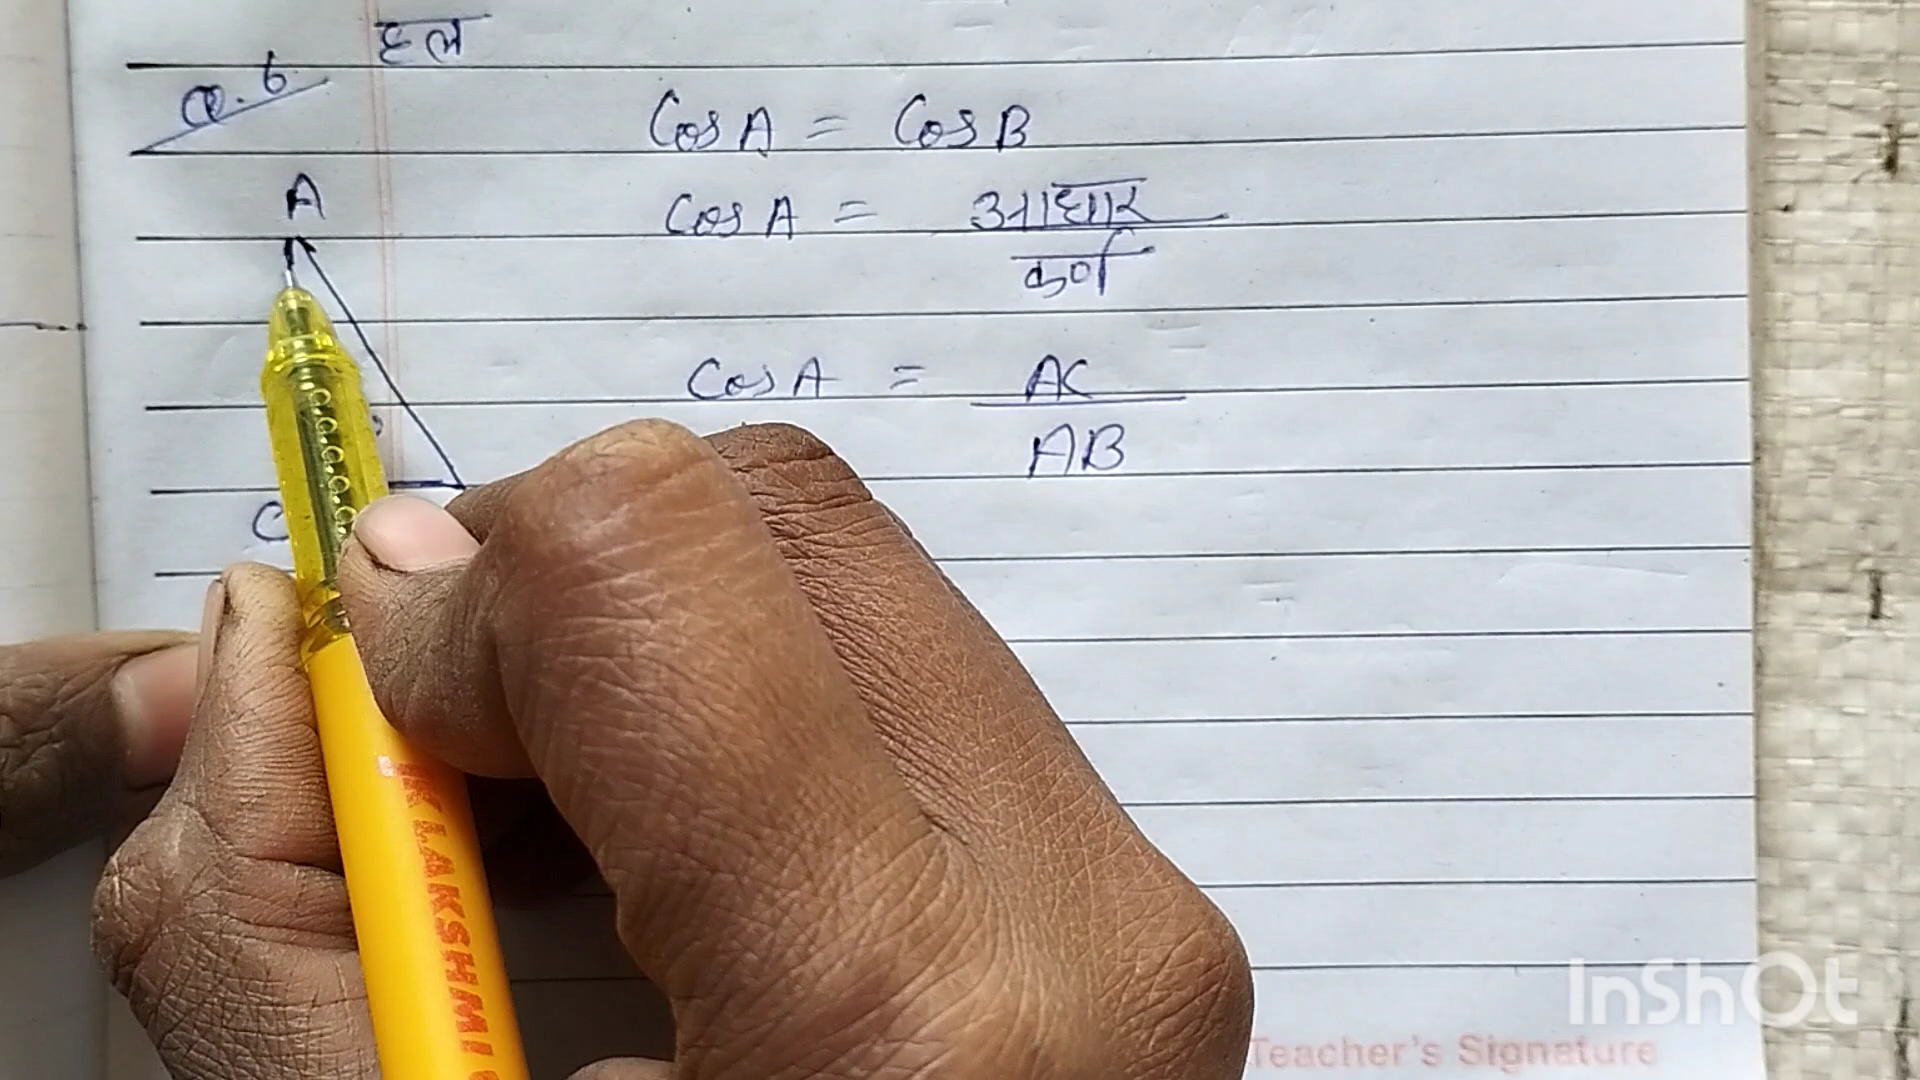 हल
Q.6
Cos A = Cos B
A
Cos A = आधार
कर्ण
Cos A = AC
AB
C
LAKSHMI
InShOt
Teacher's Signature